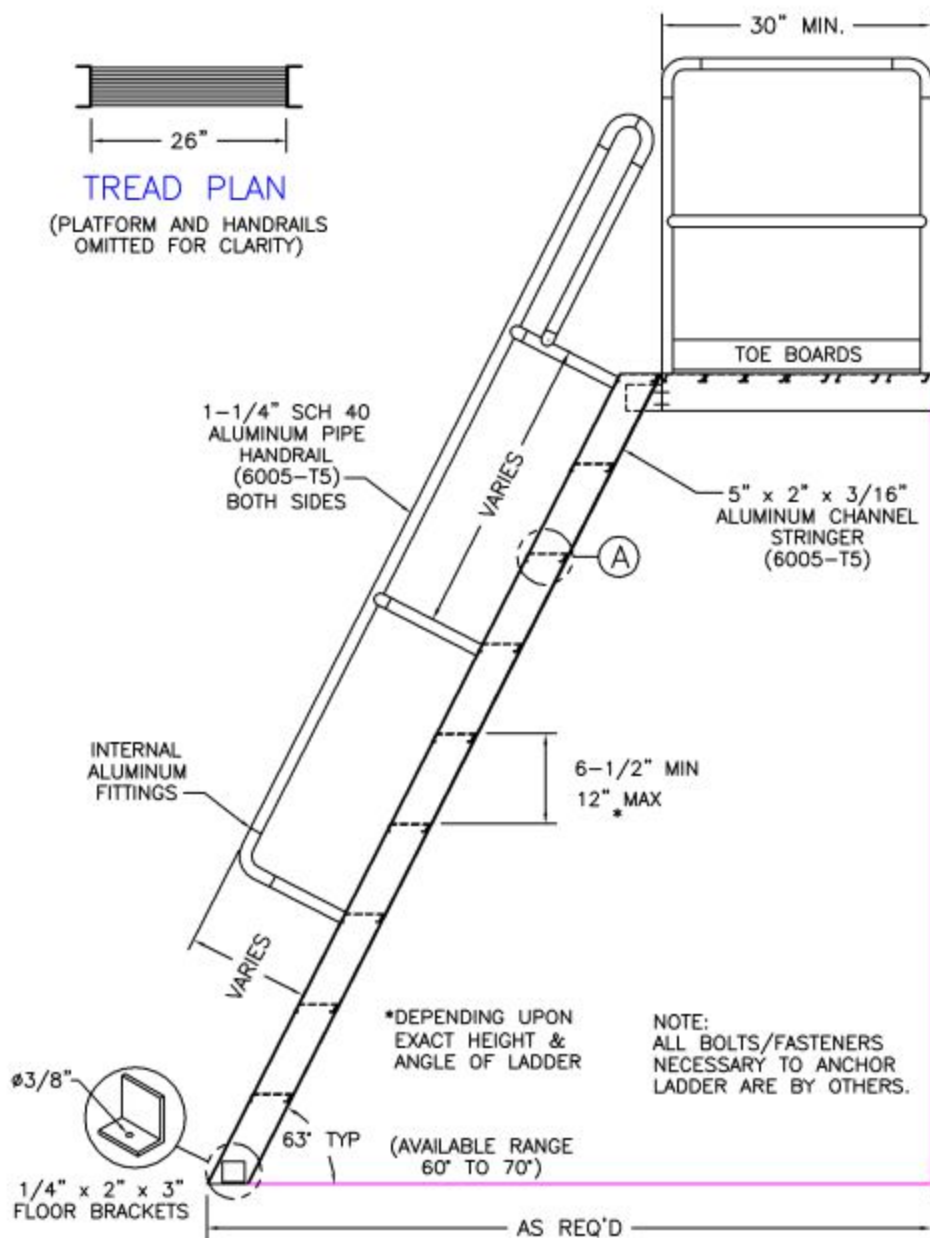 30" MIN.
26"
TREAD PLAN
(PLATFORM AND HANDRAILS
OMITTED FOR CLARITY)
TOE BOARDS
1-1/4" SCH 40
ALUMINUM PIPE
HANDRAIL
(6005-T5)
BOTH SIDES
VARIES
5" x 2" x 3/16"
ALUMINUM CHANNEL
STRINGER
(6005-T5)
A
INTERNAL
ALUMINUM
FITTINGS
6-1/2" MIN
12" MAX
*
VARIES
*DEPENDING UPON
EXACT HEIGHT &
ANGLE OF LADDER
NOTE:
ALL BOLTS/FASTENERS
NECESSARY TO ANCHOR
LADDER ARE BY OTHERS.
ø3/8"
63° TYP
(AVAILABLE RANGE
60° TO 70°)
1/4" x 2" x 3"
FLOOR BRACKETS
AS REQ'D